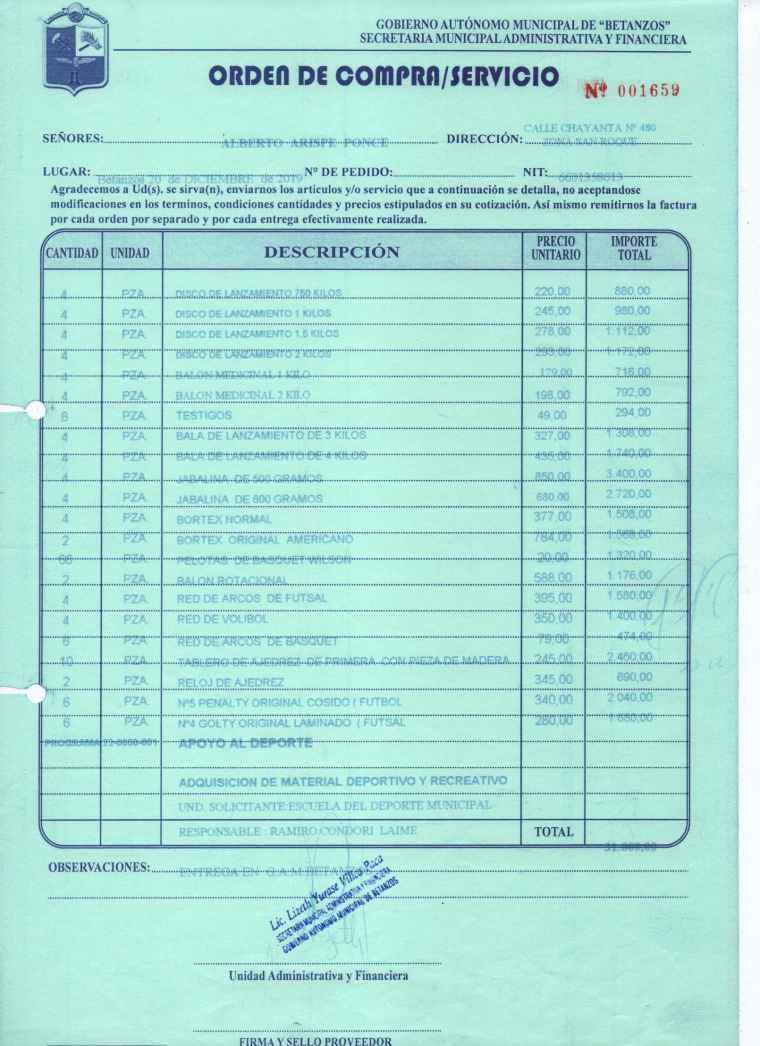 GOBIERNO AUTÓNOMO MUNICIPAL DE “BETANZOS”
SECRETARIA MUNICIPAL ADMINISTRATIVA Y FINANCIERA
ORDEN DE COMPRA/SERVICIO
Nº 001659
CALLE CHAYANTA Nº 480
SEÑORES: ALBERTO ARISPE PONCE DIRECCIÓN: ZONA SAN ROQUE
LUGAR: Betanzos 20 de DICIEMBRE de 2019 Nº DE PEDIDO: NIT:
Agradecemos a Ud(s). se sirva(n), enviarnos los articulos y/o servicio que a continuación se detalla, no aceptandose
modificaciones en los terminos, condiciones cantidades y precios estipulados en su cotización. Así mismo remitirnos la factura
por cada orden por separado y por cada entrega efectivamente realizada.
CANTIDAD UNIDAD DESCRIPCIÓN PRECIO UNITARIO IMPORTE TOTAL
4 PZA. DISCO DE LANZAMIENTO 750 KILOS 220,00 880,00
4 PZA. DISCO DE LANZAMIENTO 1 KILOS 245,00 980,00
4 PZA. DISCO DE LANZAMIENTO 1.5 KILOS 278,00 1.112,00
4 PZA. DISCO DE LANZAMIENTO 2 KILOS 293,00 1.172,00
4 PZA. BALON MEDICINAL 1 KILO 179,00 716,00
4 PZA. BALON MEDICINAL 2 KILO 198,00 792,00
6 PZA. TESTIGOS 49,00 294,00
4 PZA. BALA DE LANZAMIENTO DE 3 KILOS 327,00 1.308,00
4 PZA. BALA DE LANZAMIENTO DE 4 KILOS 435,00 1.740,00
4 PZA. JABALINA DE 500 GRAMOS 850,00 3.400,00
4 PZA. JABALINA DE 600 GRAMOS 680,00 2.720,00
4 PZA. BORTEX NORMAL 377,00 1.508,00
2 PZA. BORTEX ORIGINAL AMERICANO 784,00 1.568,00
66 PZA. PELOTAS DE BASQUET WILSON 20,00 1.320,00
2 PZA. BALON ROTACIONAL 588,00 1.176,00
4 PZA. RED DE ARCOS DE FUTSAL 395,00 1.580,00
4 PZA. RED DE VOLIBOL 350,00 1.400,00
6 PZA. RED DE ARCOS DE BASQUET 79,00 474,00
10 PZA. TABLERO DE AJEDREZ DE PRIMERA CON PIEZA DE MADERA 245,00 2.450,00
2 PZA. RELOJ DE AJEDREZ 345,00 690,00
6 PZA. Nº5 PENALTY ORIGINAL COSIDO ( FUTBOL 340,00 2.040,00
6 PZA. Nº4 GOLTY ORIGINAL LAMINADO ( FUTSAL 280,00 1.680,00
PROGRAMA 22-0000-001 APOYO AL DEPORTE
ADQUISICION DE MATERIAL DEPORTIVO Y RECREATIVO
UND. SOLICITANTE:ESCUELA DEL DEPORTE MUNICIPAL
RESPONSABLE : RAMIRO CONDORI LAIME TOTAL
OBSERVACIONES: ENTREGA EN G.A.M.BETANZOS
Lic. Lizeth Yurase Villca Roca
SECRETARIA MUNICIPAL ADMINISTRATIVA Y FINANCIERA
GOBIERNO AUTONOMO MUNICIPAL DE BETANZOS
Unidad Administrativa y Financiera
FIRMA Y SELLO PROVEEDOR